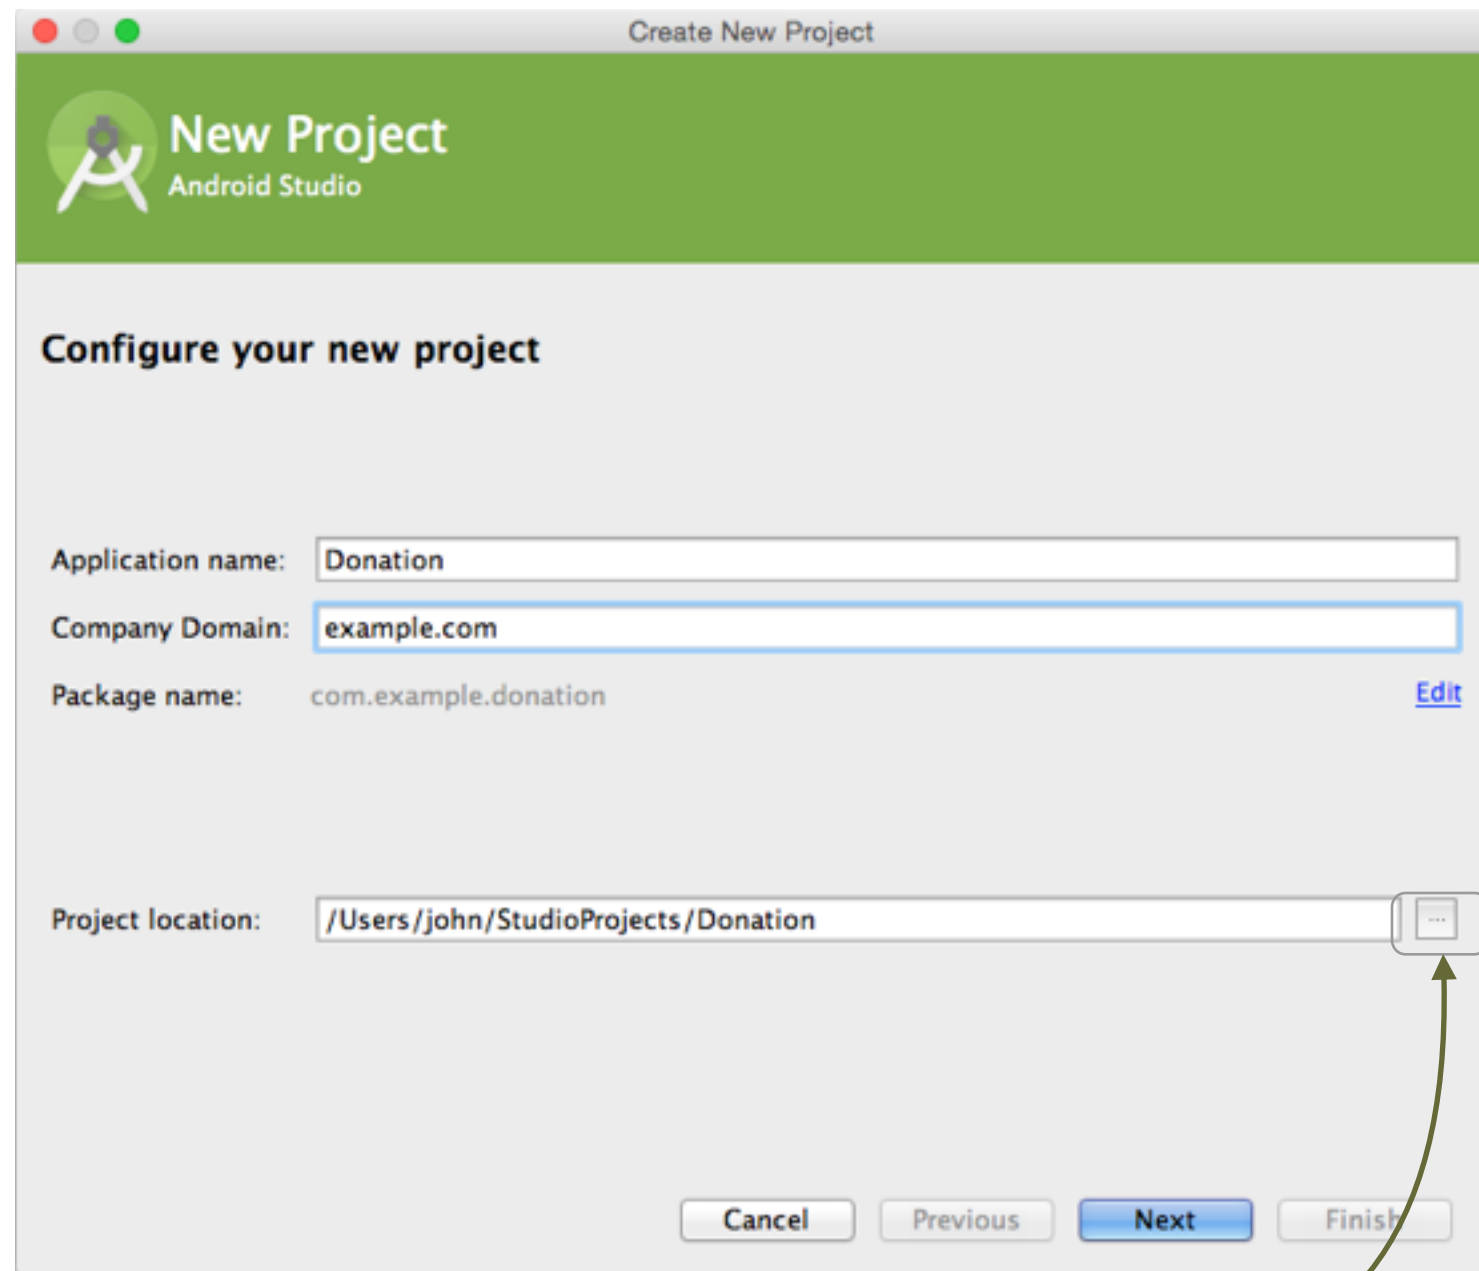 Create New Project
New Project
Android Studio
Configure your new project
Application name: Donation
Company Domain: example.com
Package name: com.example.donation Edit
Project location: /Users/john/StudioProjects/Donation ...
Cancel Previous Next Finish